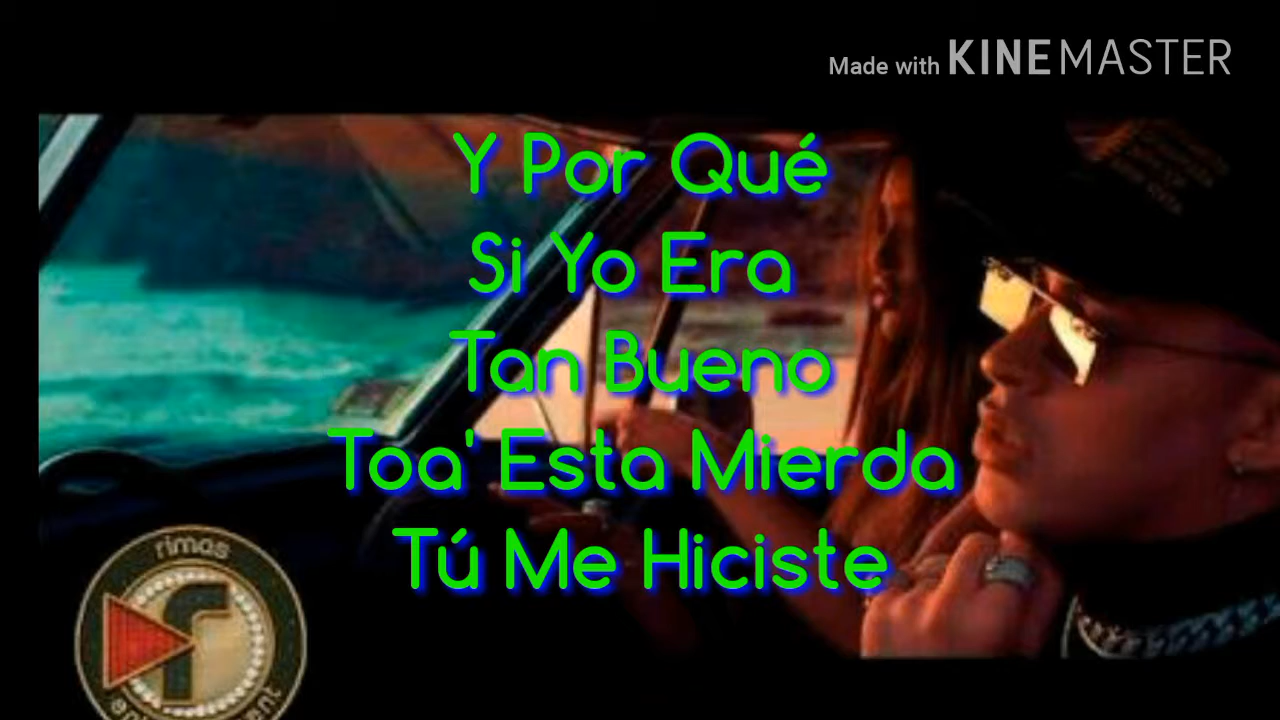 Made with KINEMASTER
Y Por Qué
Si Yo Era
Tan Bueno
Toa' Esta Mierda
Tú Me Hiciste
rimas